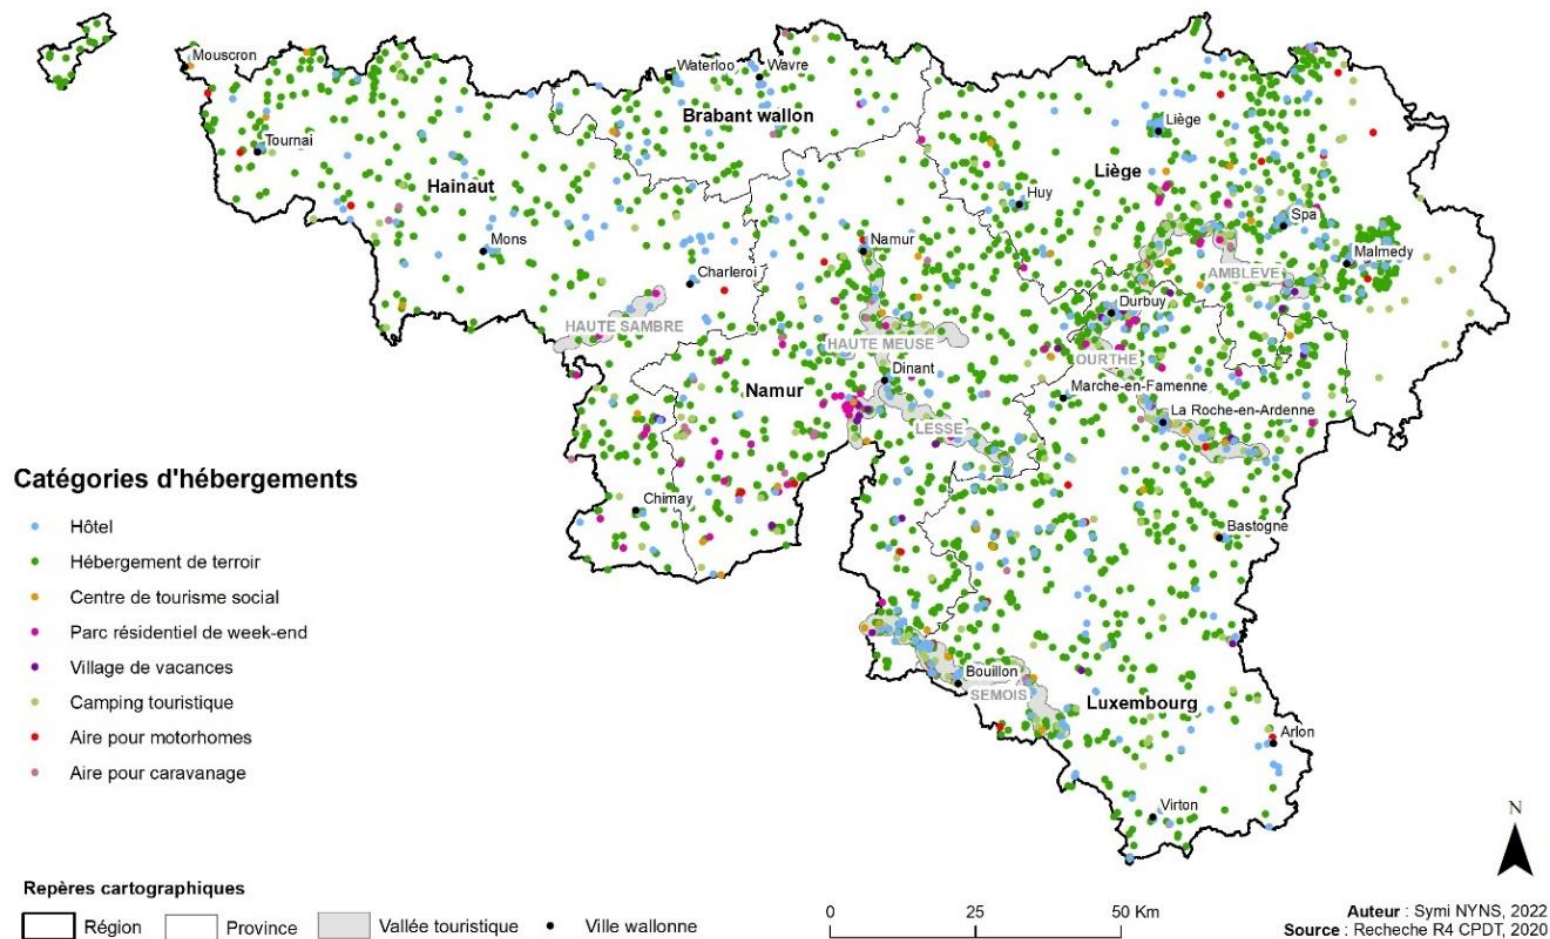 Mouscron
Waterloo
Wavre
Brabant wallon
Tournai
Liège
Hainaut
Liège
Huy
Spa
Mons
Namur
Malmedy
Charleroi
AMBLEVE
Durbuy
HAUTE SAMBRE
HAUTE MEUSE
OURTHE
Dinant
Marche-en-Famenne
Namur
La Roche-en-Ardenne
LESSE
Chimay
Bastogne
Bouillon
SEMOIS
Luxembourg
Arlon
Virton
Catégories d'hébergements
Hôtel
Hébergement de terroir
Centre de tourisme social
Parc résidentiel de week-end
Village de vacances
Camping touristique
Aire pour motorhomes
Aire pour caravanage
N
Repères cartographiques
Région
Province
Vallée touristique
Ville wallonne
0 25 50 Km
Auteur : Symi NYNS, 2022
Source : Recheche R4 CPDT, 2020